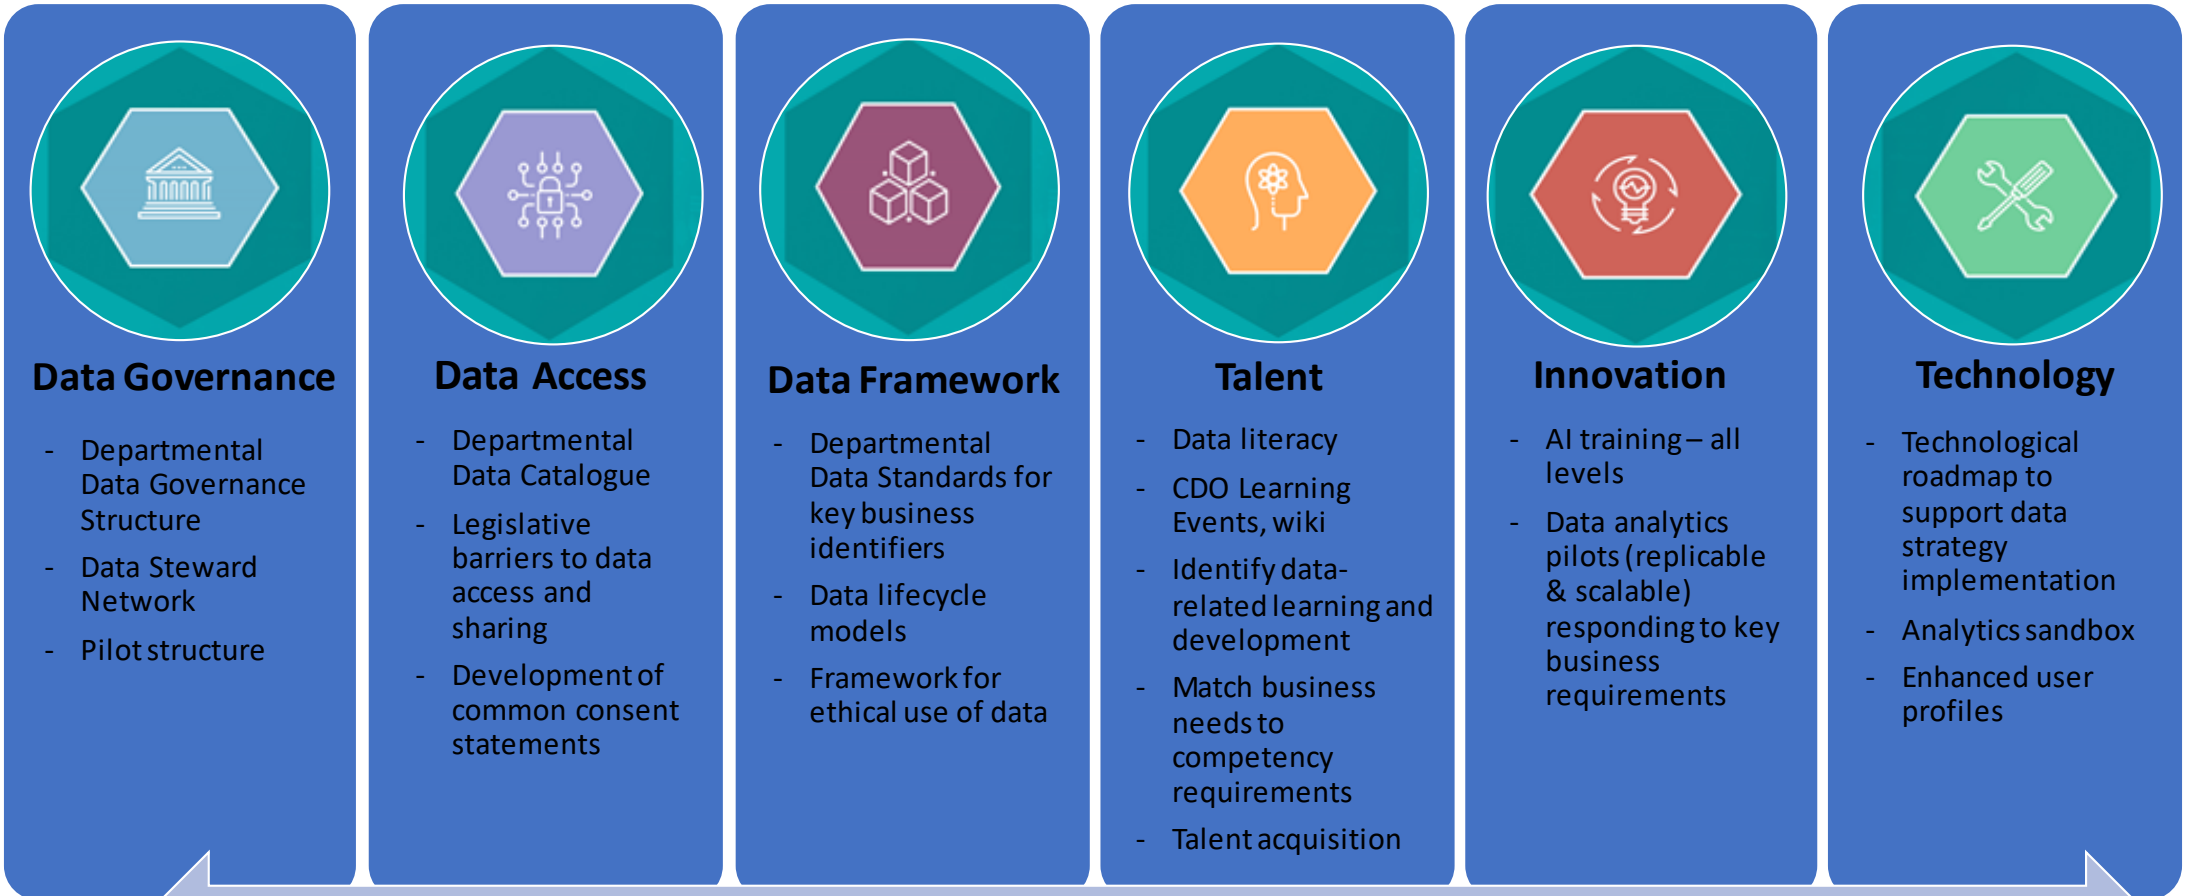 Data Governance
- Departmental
Data Governance
Structure
- Data Steward
Network
- Pilot structure
Data Access
- Departmental
Data Catalogue
- Legislative
barriers to data
access and
sharing
- Development of
common consent
statements
Data Framework
- Departmental
Data Standards for
key business
identifiers
- Data lifecycle
models
- Framework for
ethical use of data
Talent
- Data literacy
- CDO Learning
Events, wiki
- Identify data-
related learning and
development
- Match business
needs to
competency
requirements
- Talent acquisition
Innovation
- AI training – all
levels
- Data analytics
pilots (replicable
& scalable)
responding to key
business
requirements
Technology
- Technological
roadmap to
support data
strategy
implementation
- Analytics sandbox
- Enhanced user
profiles